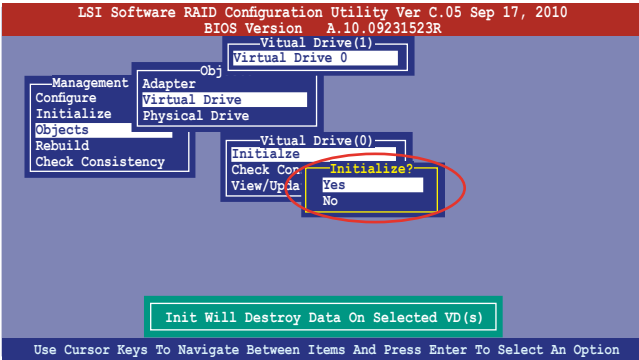 LSI Software RAID Configuration Utility Ver C.05 Sep 17, 2010
BIOS Version A.10.09231523R
Vitual Drive(1)
Virtual Drive 0
Obj
Adapter
Virtual Drive
Physical Drive
Management
Configure
Initialize
Objects
Rebuild
Check Consistency
Vitual Drive(0)
Initialze
Check Con
View/Upda
Initialize?
Yes
No
Init Will Destroy Data On Selected VD(s)
Use Cursor Keys To Navigate Between Items And Press Enter To Select An Option